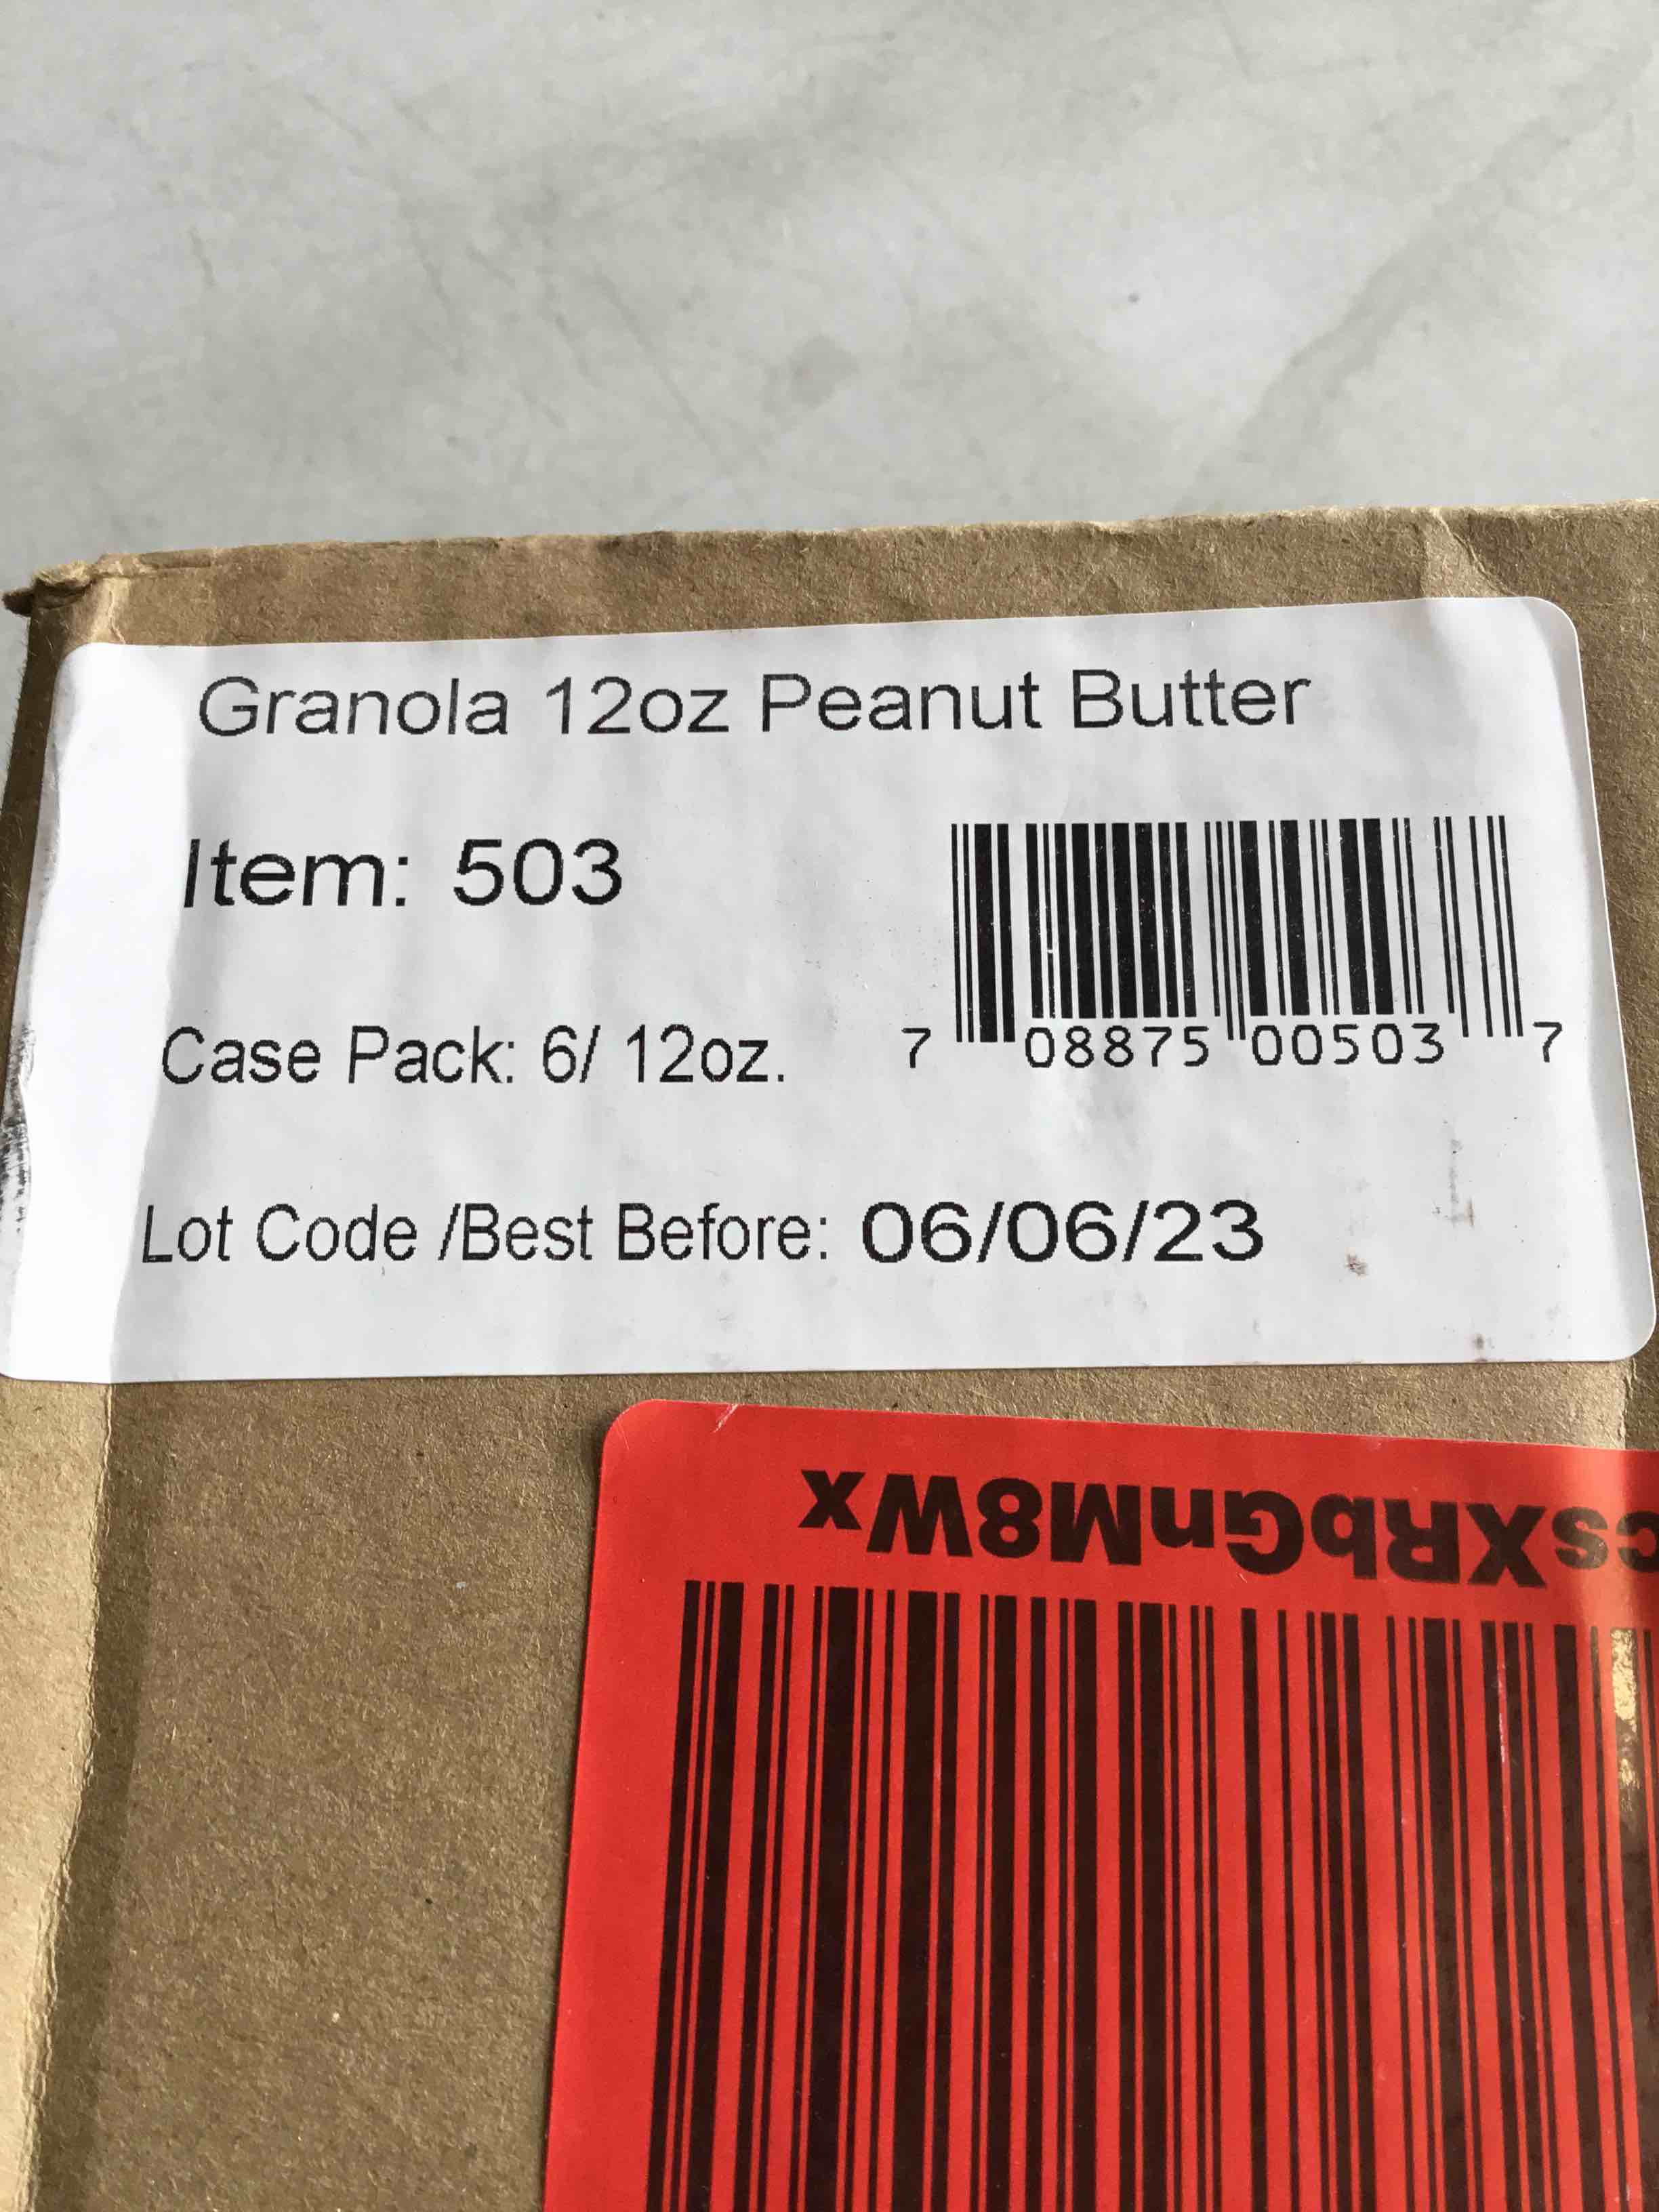 Granola 12oz Peanut Butter
Item: 503
Case Pack: 6/ 12oz.
7 08875 00503 7
Lot Code /Best Before: 06/06/23
csXRbGnM8Wx